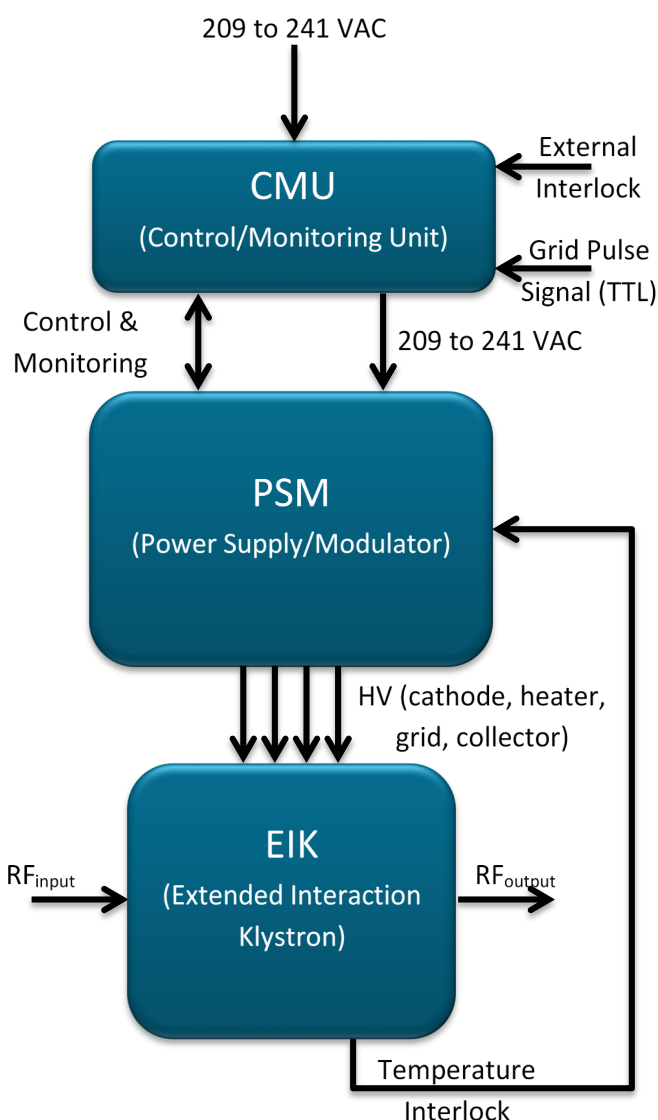 209 to 241 VAC
CMU
(Control/Monitoring Unit)
External
Interlock
Grid Pulse
Signal (TTL)
Control &
Monitoring
209 to 241 VAC
PSM
(Power Supply/Modulator)
HV (cathode, heater,
grid, collector)
EIK
(Extended Interaction
Klystron)
RFinput
RFoutput
Temperature
Interlock